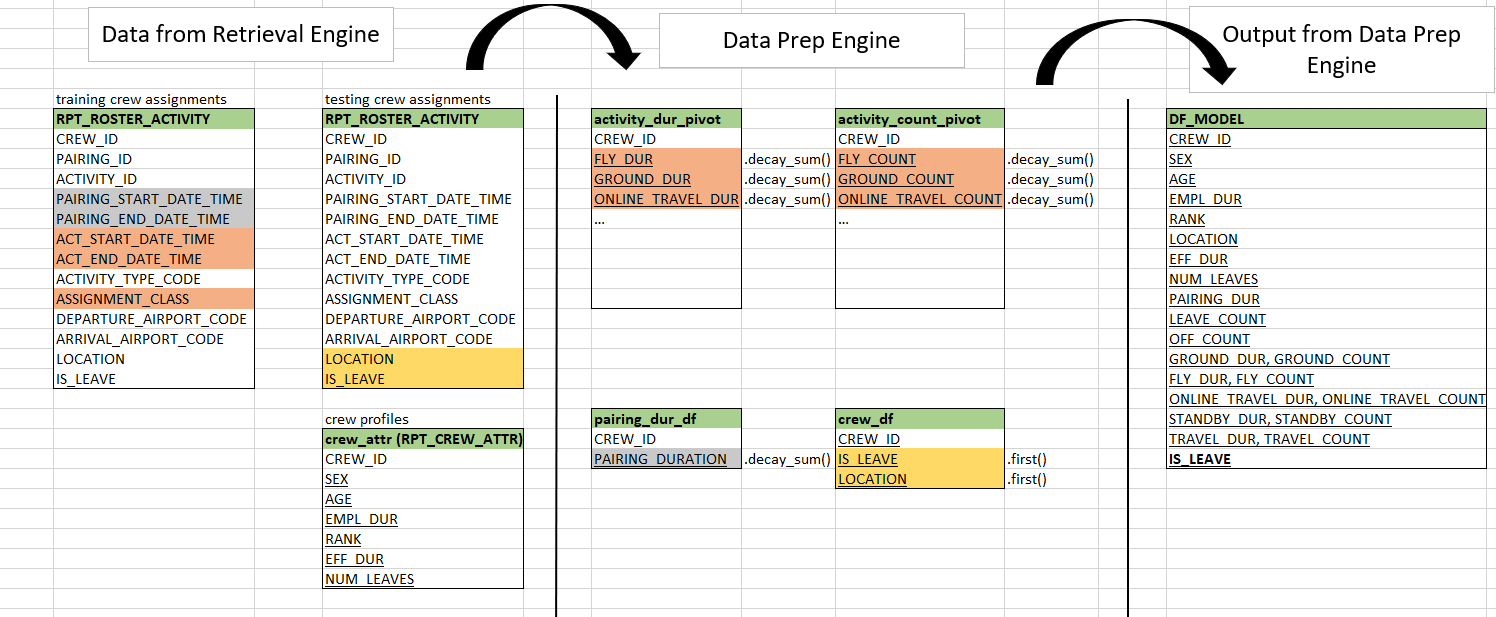 Data from Retrieval Engine
Data Prep Engine
Output from Data Prep
Engine
training crew assignments
RPT_ROSTER_ACTIVITY
CREW_ID
PAIRING_ID
ACTIVITY_ID
PAIRING_START_DATE_TIME
PAIRING_END_DATE_TIME
ACT_START_DATE_TIME
ACT_END_DATE_TIME
ACTIVITY_TYPE_CODE
ASSIGNMENT_CLASS
DEPARTURE_AIRPORT_CODE
ARRIVAL_AIRPORT_CODE
LOCATION
IS_LEAVE
testing crew assignments
RPT_ROSTER_ACTIVITY
CREW_ID
PAIRING_ID
ACTIVITY_ID
PAIRING_START_DATE_TIME
PAIRING_END_DATE_TIME
ACT_START_DATE_TIME
ACT_END_DATE_TIME
ACTIVITY_TYPE_CODE
ASSIGNMENT_CLASS
DEPARTURE_AIRPORT_CODE
ARRIVAL_AIRPORT_CODE
LOCATION
IS_LEAVE
crew profiles
crew_attr (RPT_CREW_ATTR)
CREW_ID
SEX
AGE
EMPL_DUR
RANK
EFF_DUR
NUM_LEAVES
activity_dur_pivot
CREW_ID
FLY_DUR .decay_sum()
GROUND_DUR .decay_sum()
ONLINE_TRAVEL_DUR .decay_sum()
...
activity_count_pivot
CREW_ID
FLY_COUNT .decay_sum()
GROUND_COUNT .decay_sum()
ONLINE_TRAVEL_COUNT .decay_sum()
...
pairing_dur_df
CREW_ID
PAIRING_DURATION .decay_sum()
crew_df
CREW_ID
IS_LEAVE .first()
LOCATION .first()
DF_MODEL
CREW_ID
SEX
AGE
EMPL_DUR
RANK
LOCATION
EFF_DUR
NUM_LEAVES
PAIRING_DUR
LEAVE_COUNT
OFF_COUNT
GROUND_DUR, GROUND_COUNT
FLY_DUR, FLY_COUNT
ONLINE_TRAVEL_DUR, ONLINE_TRAVEL_COUNT
STANDBY_DUR, STANDBY_COUNT
TRAVEL_DUR, TRAVEL_COUNT
IS_LEAVE